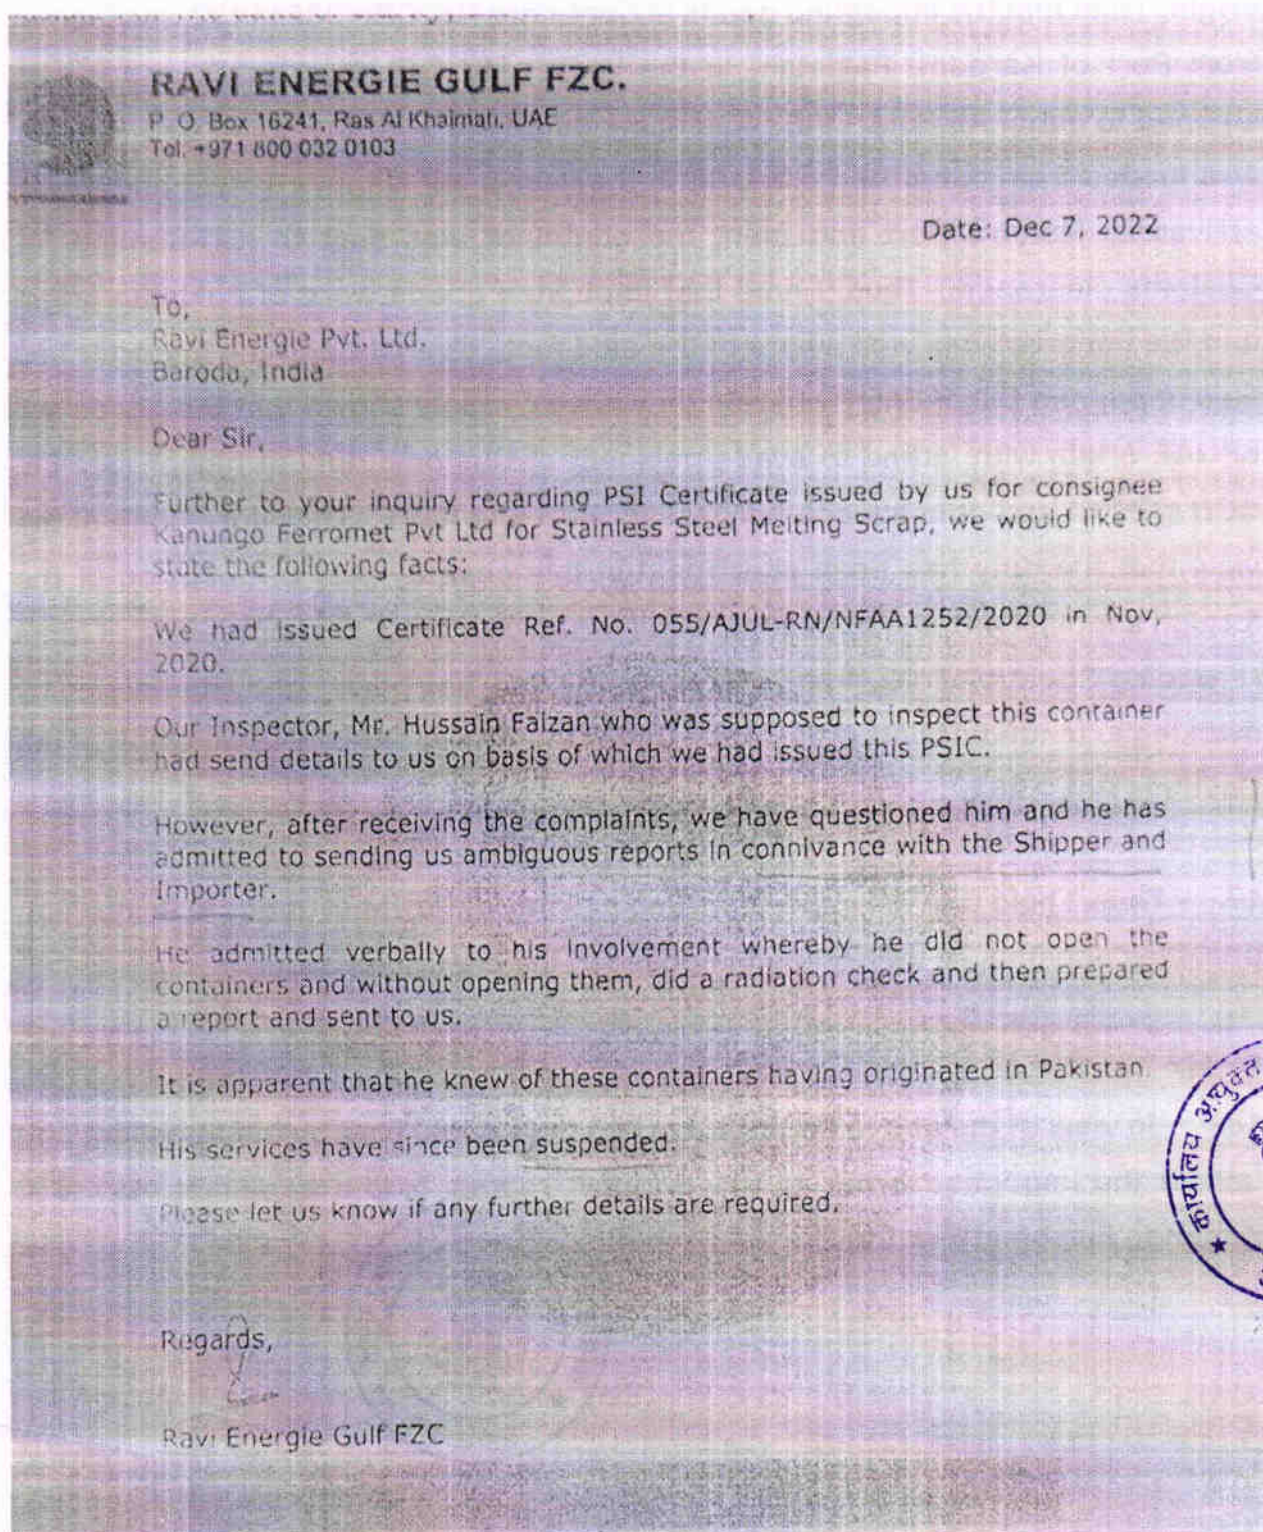 RAVI ENERGIE GULF FZC.
P. O. Box 16241, Ras Al Khaimah, UAE
Tel. +971 800 032 0103
Date: Dec 7, 2022
To,
Ravi Energie Pvt. Ltd.
Baroda, India
Dear Sir,
Further to your inquiry regarding PSI Certificate issued by us for consignee
Kanungo Ferromet Pvt Ltd for Stainless Steel Melting Scrap, we would like to
state the following facts:
We had issued Certificate Ref. No. 055/AJUL-RN/NFAA1252/2020 in Nov,
2020.
Our Inspector, Mr. Hussain Faizan who was supposed to inspect this container
had send details to us on basis of which we had issued this PSIC.
However, after receiving the complaints, we have questioned him and he has
admitted to sending us ambiguous reports in connivance with the Shipper and
Importer.
He admitted verbally to his involvement whereby he did not open the
containers and without opening them, did a radiation check and then prepared
a report and sent to us.
It is apparent that he knew of these containers having originated in Pakistan.
His services have since been suspended.
Please let us know if any further details are required.
★ कार्यालय आयुक्त
Regards,
Ravi Energie Gulf FZC